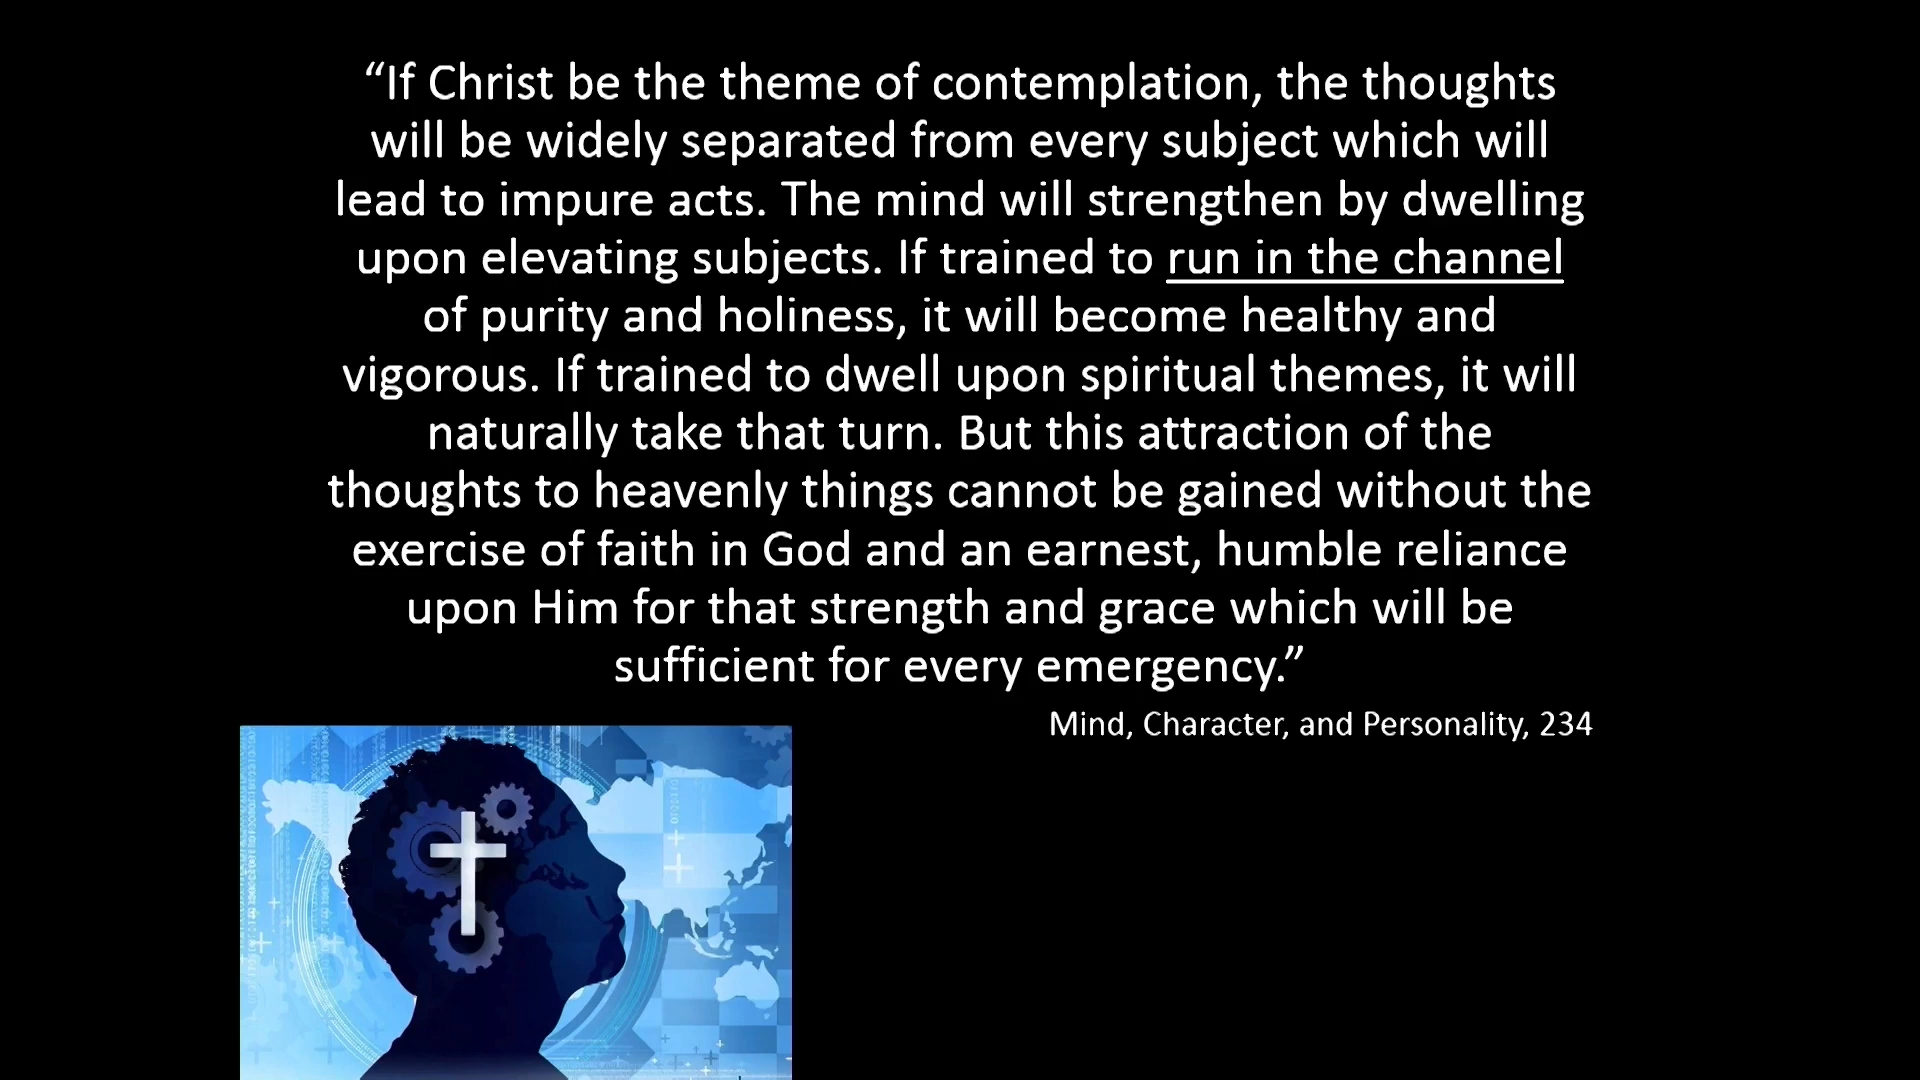 “If Christ be the theme of contemplation, the thoughts
will be widely separated from every subject which will
lead to impure acts. The mind will strengthen by dwelling
upon elevating subjects. If trained to run in the channel
of purity and holiness, it will become healthy and
vigorous. If trained to dwell upon spiritual themes, it will
naturally take that turn. But this attraction of the
thoughts to heavenly things cannot be gained without the
exercise of faith in God and an earnest, humble reliance
upon Him for that strength and grace which will be
sufficient for every emergency.”
Mind, Character, and Personality, 234